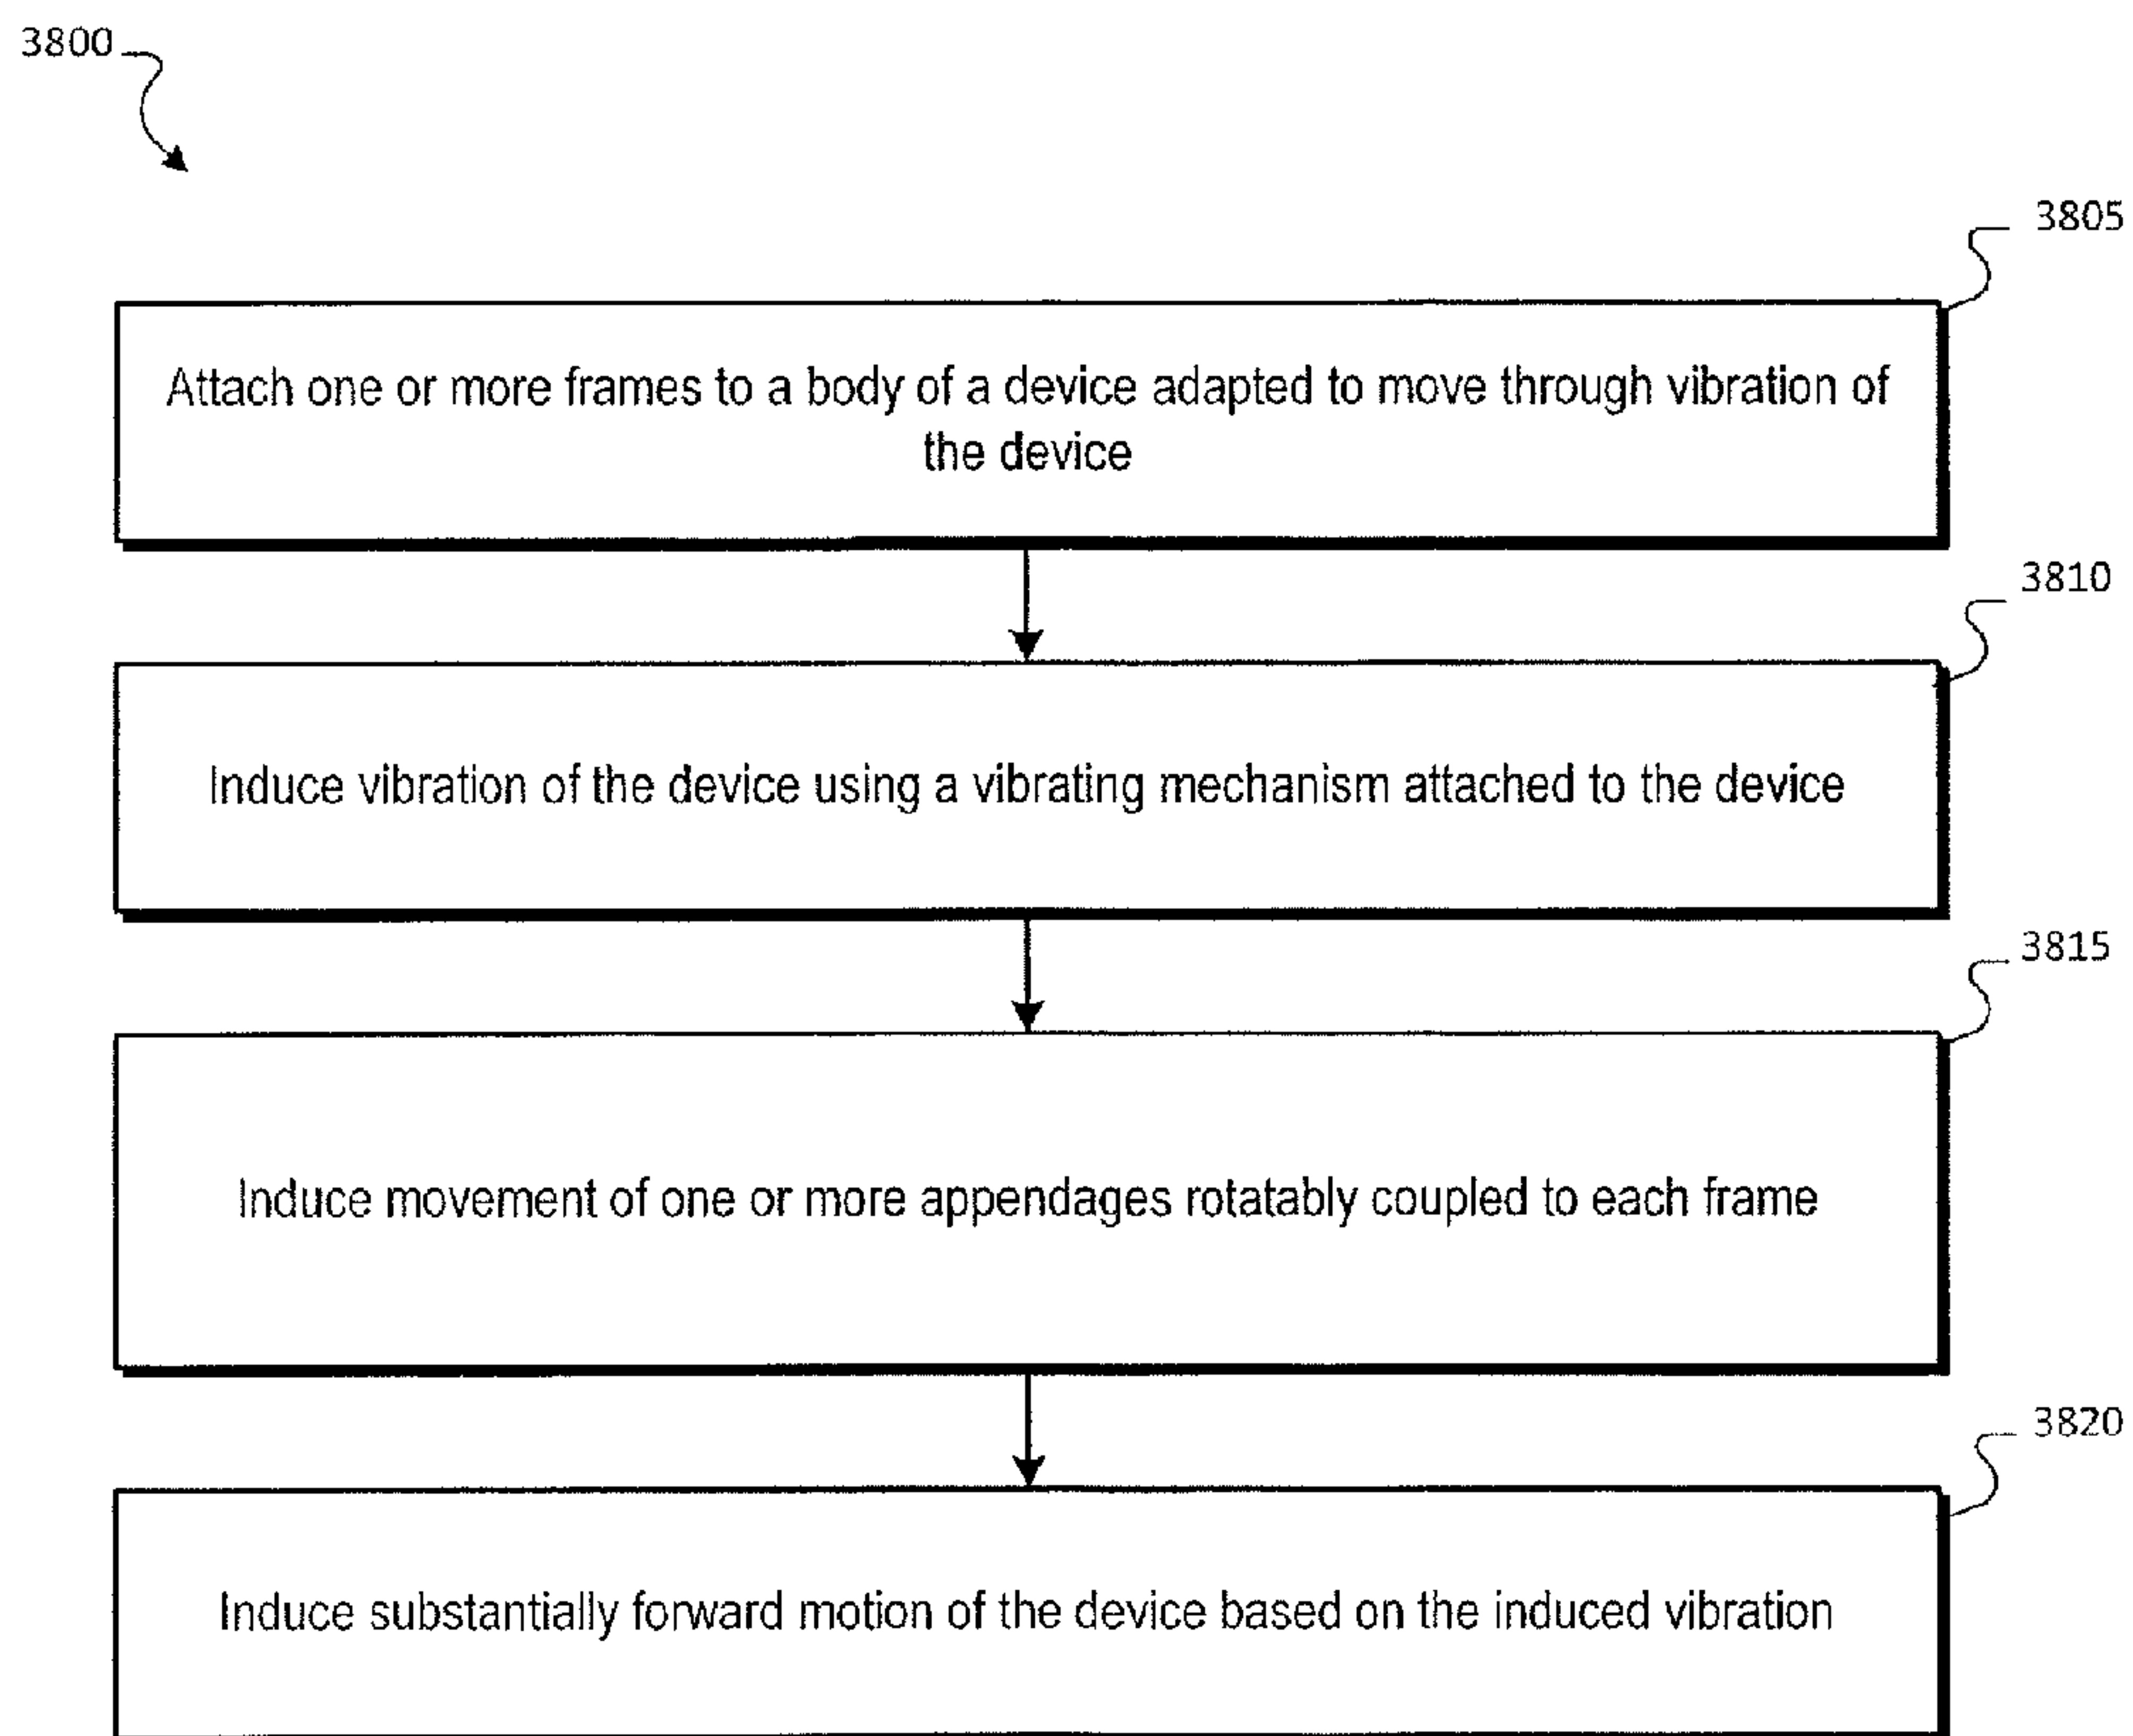 3800
3805
Attach one or more frames to a body of a device adapted to move through vibration of
the device
3810
Induce vibration of the device using a vibrating mechanism attached to the device
3815
Induce movement of one or more appendages rotatably coupled to each frame
3820
Induce substantially forward motion of the device based on the induced vibration